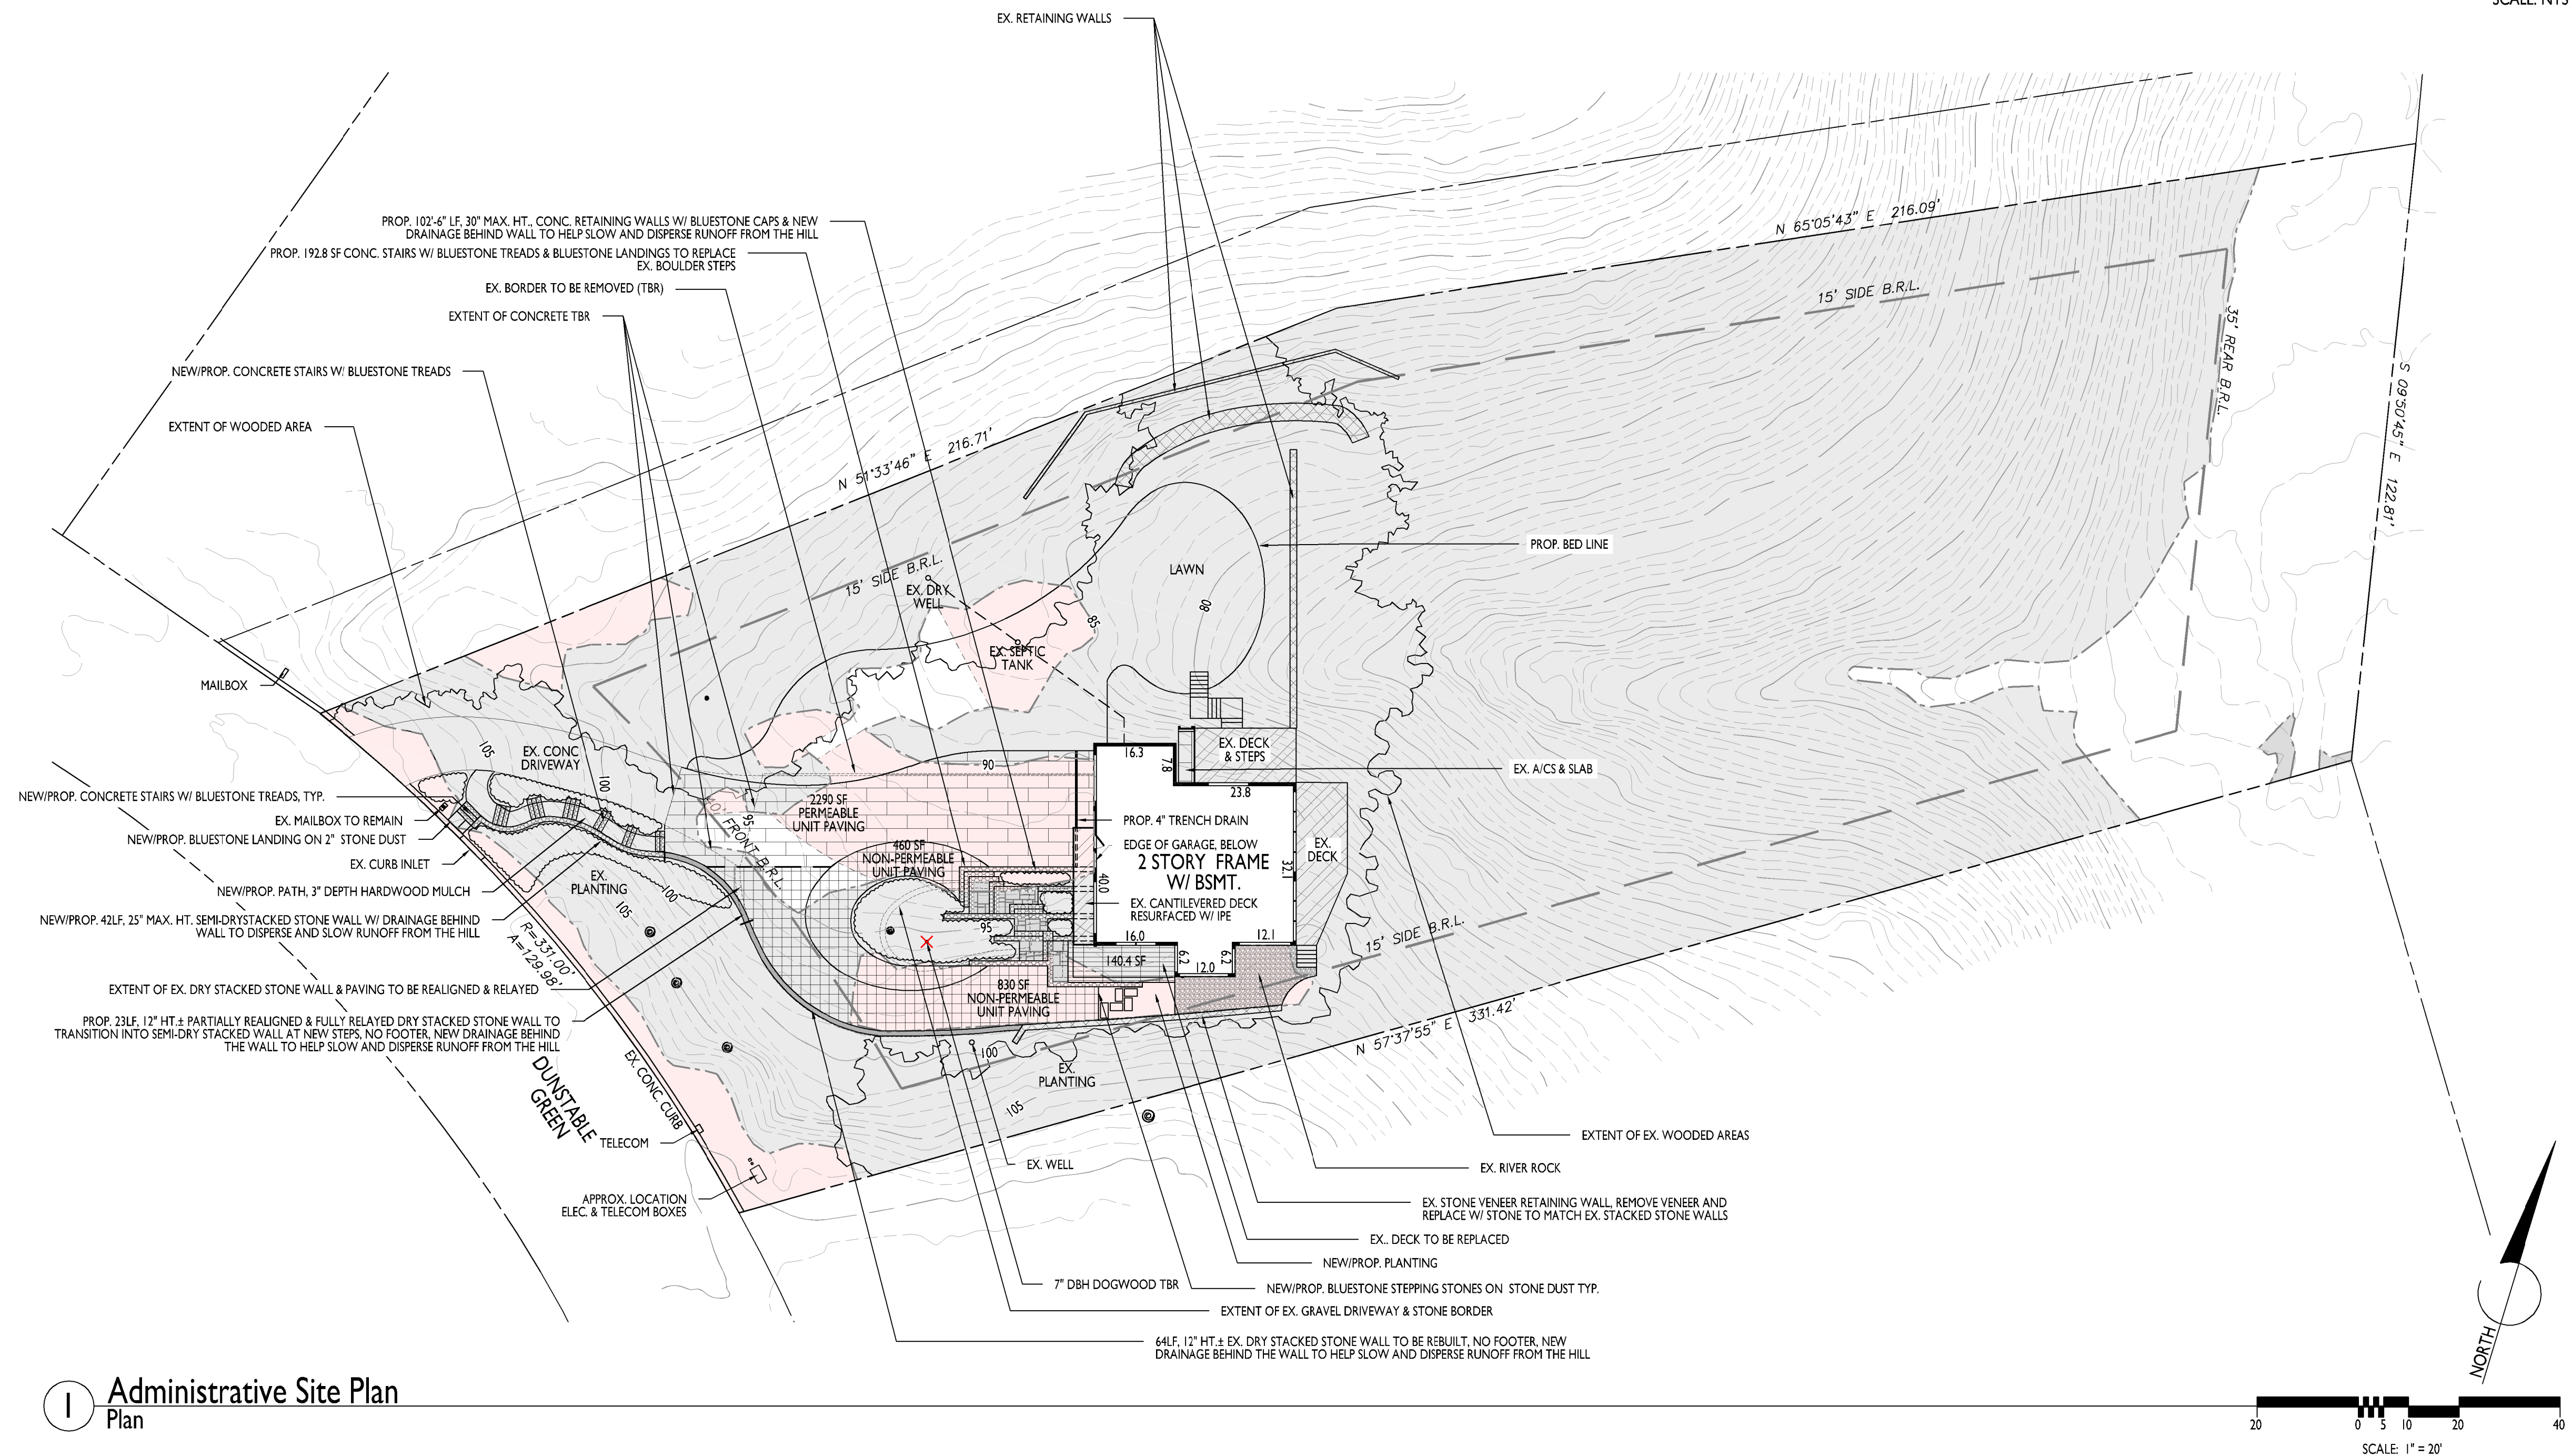 SCALE: NTS
EX. RETAINING WALLS
PROP. 102'-6" LF, 30" MAX. HT., CONC. RETAINING WALLS W/ BLUESTONE CAPS & NEW
DRAINAGE BEHIND WALL TO HELP SLOW AND DISPERSE RUNOFF FROM THE HILL
PROP. 192.8 SF CONC. STAIRS W/ BLUESTONE TREADS & BLUESTONE LANDINGS TO REPLACE
EX. BOULDER STEPS
EX. BORDER TO BE REMOVED (TBR)
EXTENT OF CONCRETE TBR
NEW/PROP. CONCRETE STAIRS W/ BLUESTONE TREADS
EXTENT OF WOODED AREA
N 65°05'43" E 216.09'
15' SIDE B.R.L.
35' REAR B.R.L.
S 09°50'45" E 122.81'
N 51°33'46" E 216.71'
15' SIDE B.R.L.
EX. DRY
WELL
LAWN
80
85
PROP. BED LINE
EX. SEPTIC
TANK
MAILBOX
105
EX. CONC
DRIVEWAY
100
90
16.3
7.8
EX. DECK
& STEPS
EX. A/CS & SLAB
23.8
NEW/PROP. CONCRETE STAIRS W/ BLUESTONE TREADS, TYP.
EX. MAILBOX TO REMAIN
NEW/PROP. BLUESTONE LANDING ON 2" STONE DUST
EX. CURB INLET
NEW/PROP. PATH, 3" DEPTH HARDWOOD MULCH
NEW/PROP. 42LF, 25" MAX. HT. SEMI-DRYSTACKED STONE WALL W/ DRAINAGE BEHIND
WALL TO DISPERSE AND SLOW RUNOFF FROM THE HILL
EXTENT OF EX. DRY STACKED STONE WALL & PAVING TO BE REALIGNED & RELAYED
PROP. 23LF, 12" HT.± PARTIALLY REALIGNED & FULLY RELAYED DRY STACKED STONE WALL TO
TRANSITION INTO SEMI-DRY STACKED WALL AT NEW STEPS, NO FOOTER, NEW DRAINAGE BEHIND
THE WALL TO HELP SLOW AND DISPERSE RUNOFF FROM THE HILL
2290 SF
PERMEABLE
UNIT PAVING
40' FRONT B.R.L.
95
460 SF
NON-PERMEABLE
UNIT PAVING
PROP. 4" TRENCH DRAIN
EDGE OF GARAGE, BELOW
2 STORY FRAME
W/ BSMT.
40.0
32.1
EX.
DECK
EX. CANTILEVERED DECK
RESURFACED W/ IPE
95
16.0
12.1
6.2
6.2
12.0
140.4 SF
830 SF
NON-PERMEABLE
UNIT PAVING
EX.
PLANTING
100
105
15' SIDE B.R.L.
N 57°37'55" E 331.42'
R=331.00'
A=129.98'
100
EX.
PLANTING
105
EX. CONC. CURB
DUNSTABLE
GREEN
TELECOM
APPROX. LOCATION
ELEC. & TELECOM BOXES
EX. WELL
EXTENT OF EX. WOODED AREAS
EX. RIVER ROCK
EX. STONE VENEER RETAINING WALL, REMOVE VENEER AND
REPLACE W/ STONE TO MATCH EX. STACKED STONE WALLS
EX.. DECK TO BE REPLACED
NEW/PROP. PLANTING
7" DBH DOGWOOD TBR
NEW/PROP. BLUESTONE STEPPING STONES ON STONE DUST TYP.
EXTENT OF EX. GRAVEL DRIVEWAY & STONE BORDER
64LF, 12" HT.± EX. DRY STACKED STONE WALL TO BE REBUILT, NO FOOTER, NEW
DRAINAGE BEHIND THE WALL TO HELP SLOW AND DISPERSE RUNOFF FROM THE HILL
NORTH
1
Administrative Site Plan
Plan
20 0 5 10 20 40
SCALE: 1" = 20'